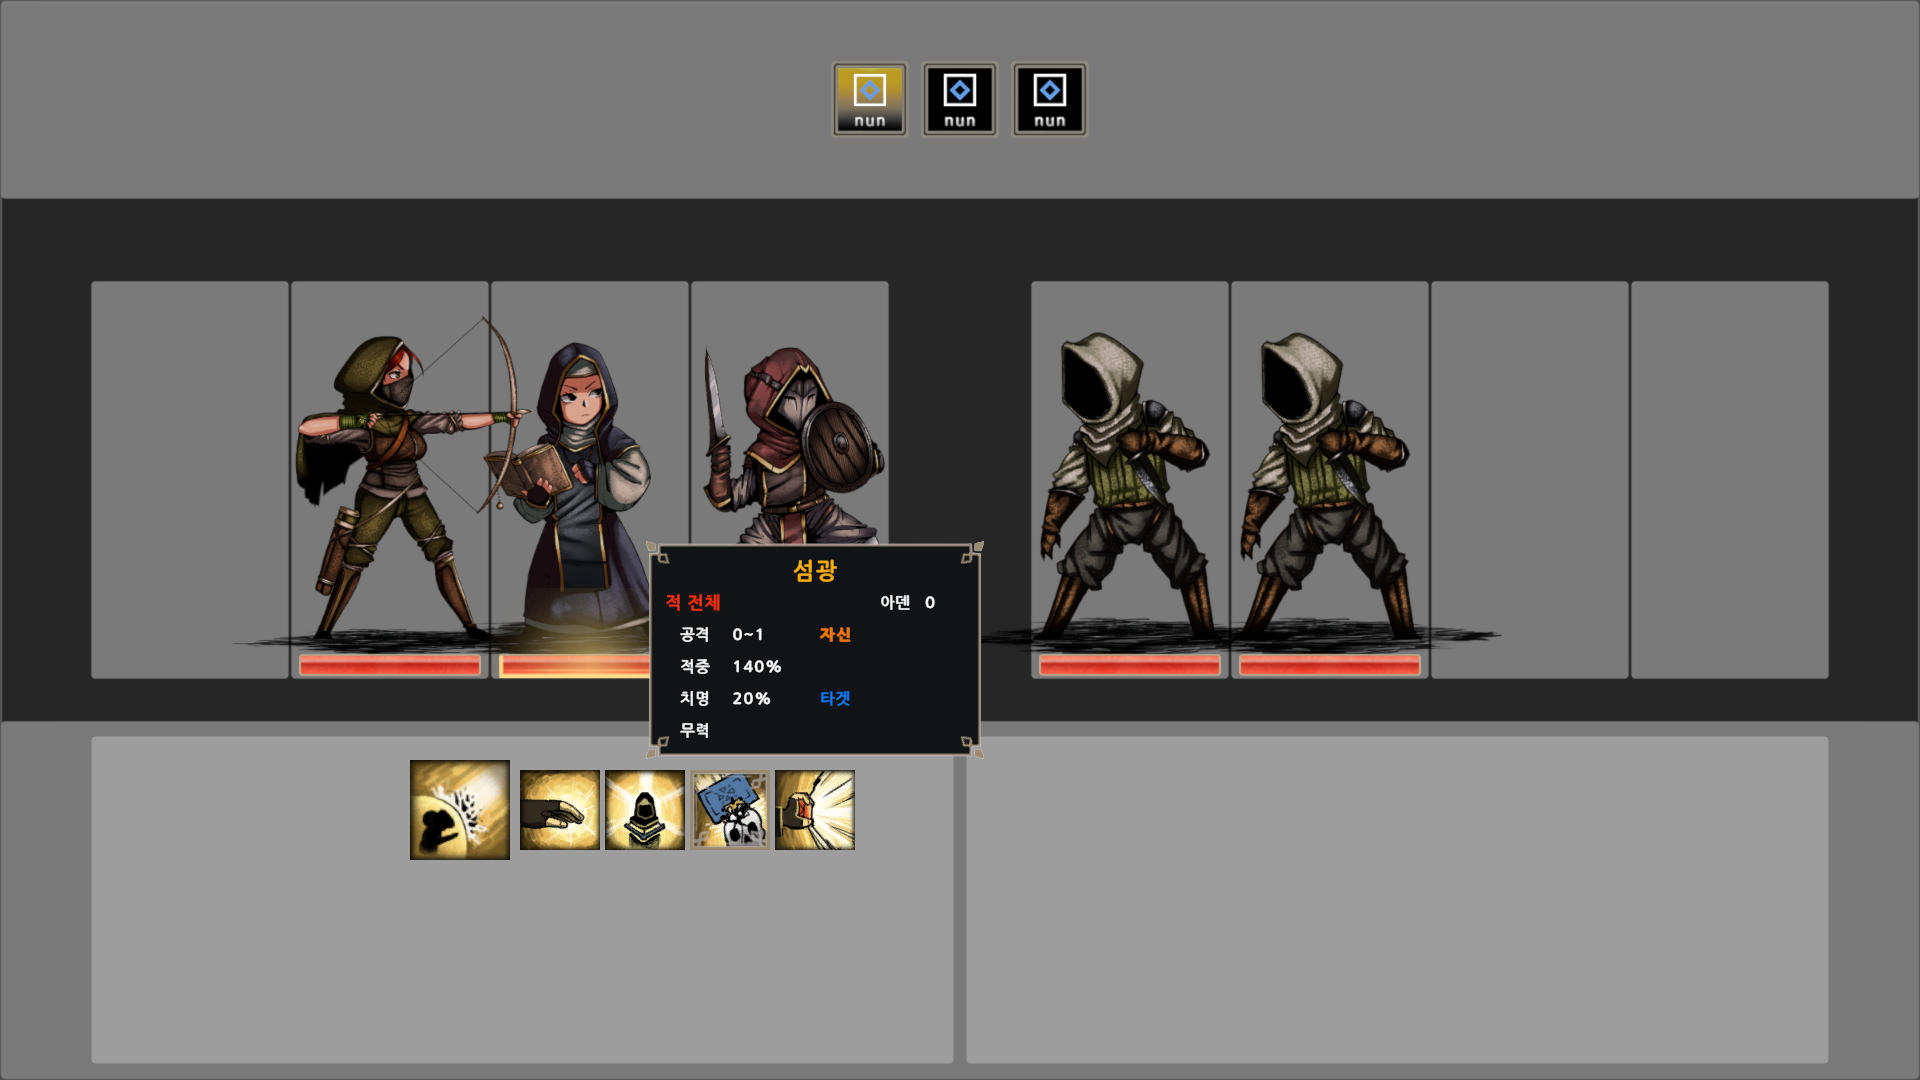 nun nun nun
섬광
적 전체 아덴 0
공격 0~1 자신
적중 140%
치명 20% 타겟
무력